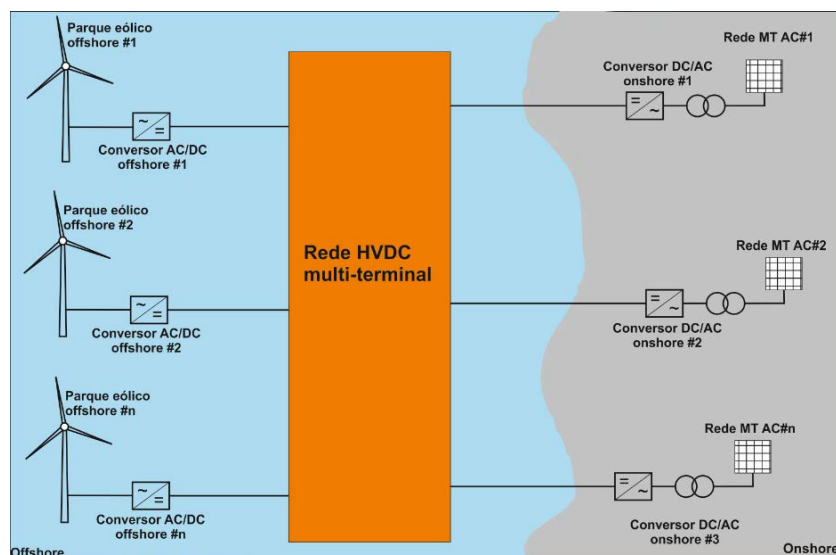 Parque eólico
offshore #1
Conversor AC/DC
offshore #1
Parque eólico
offshore #2
Conversor AC/DC
offshore #2
Parque eólico
offshore #n
Conversor AC/DC
offshore #n
Offshore
Rede HVDC
multi-terminal
Rede MT AC#1
Conversor DC/AC
onshore #1
Rede MT AC#2
Conversor DC/AC
onshore #2
Rede MT AC#n
Conversor DC/AC
onshore #3
Onshore